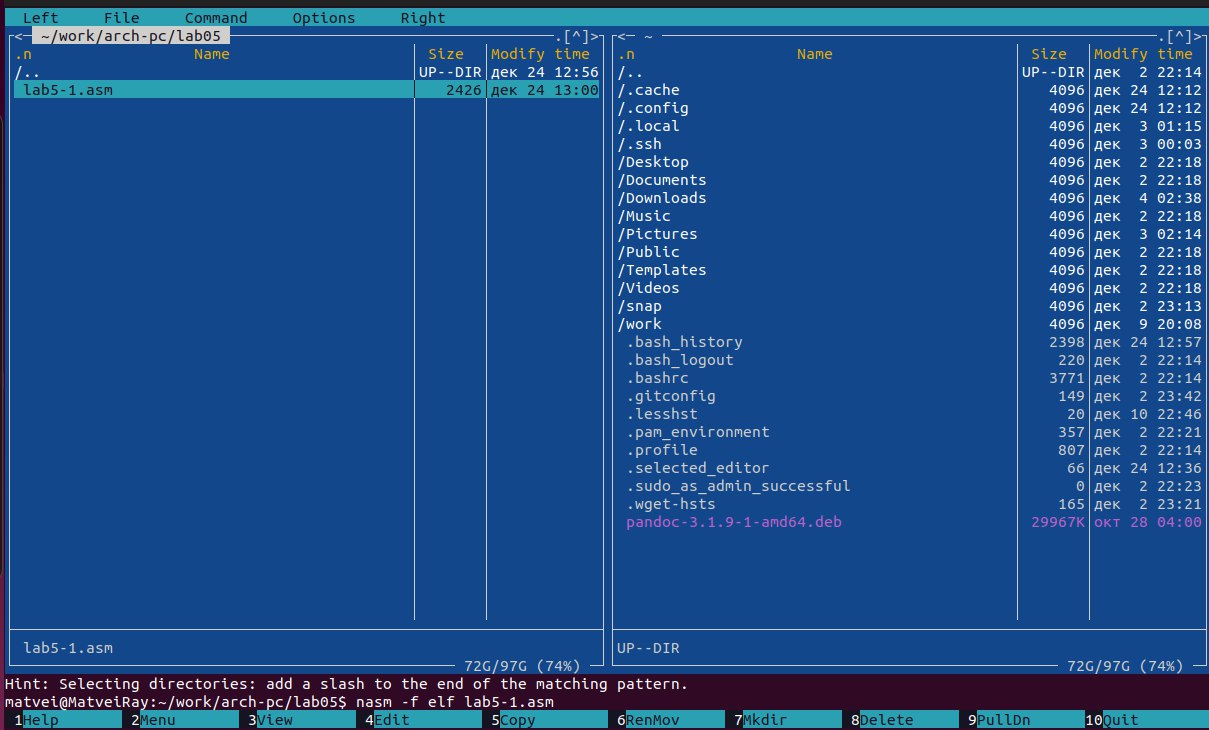 Left File Command Options Right
<─ ~/work/arch-pc/lab05 .[^]> <─ ~ .[^]>
.n Name Size Modify time .n Name Size Modify time
/.. UP--DIR дек 24 12:56 /.. UP--DIR дек 2 22:14
lab5-1.asm 2426 дек 24 13:00 /.cache 4096 дек 24 12:12
/.config 4096 дек 24 12:12
/.local 4096 дек 3 01:15
/.ssh 4096 дек 3 00:03
/Desktop 4096 дек 2 22:18
/Documents 4096 дек 2 22:18
/Downloads 4096 дек 4 02:38
/Music 4096 дек 2 22:18
/Pictures 4096 дек 3 02:14
/Public 4096 дек 2 22:18
/Templates 4096 дек 2 22:18
/Videos 4096 дек 2 22:18
/snap 4096 дек 2 23:13
/work 4096 дек 9 20:08
.bash_history 2398 дек 24 12:57
.bash_logout 220 дек 2 22:14
.bashrc 3771 дек 2 22:14
.gitconfig 149 дек 2 23:42
.lesshst 20 дек 10 22:46
.pam_environment 357 дек 2 22:21
.profile 807 дек 2 22:14
.selected_editor 66 дек 24 12:36
.sudo_as_admin_successful 0 дек 2 22:23
.wget-hsts 165 дек 2 23:21
pandoc-3.1.9-1-amd64.deb 29967K окт 28 04:00
lab5-1.asm UP--DIR
72G/97G (74%) 72G/97G (74%)
Hint: Selecting directories: add a slash to the end of the matching pattern.
matvei@MatveiRay:~/work/arch-pc/lab05$ nasm -f elf lab5-1.asm
1Help 2Menu 3View 4Edit 5Copy 6RenMov 7Mkdir 8Delete 9PullDn 10Quit